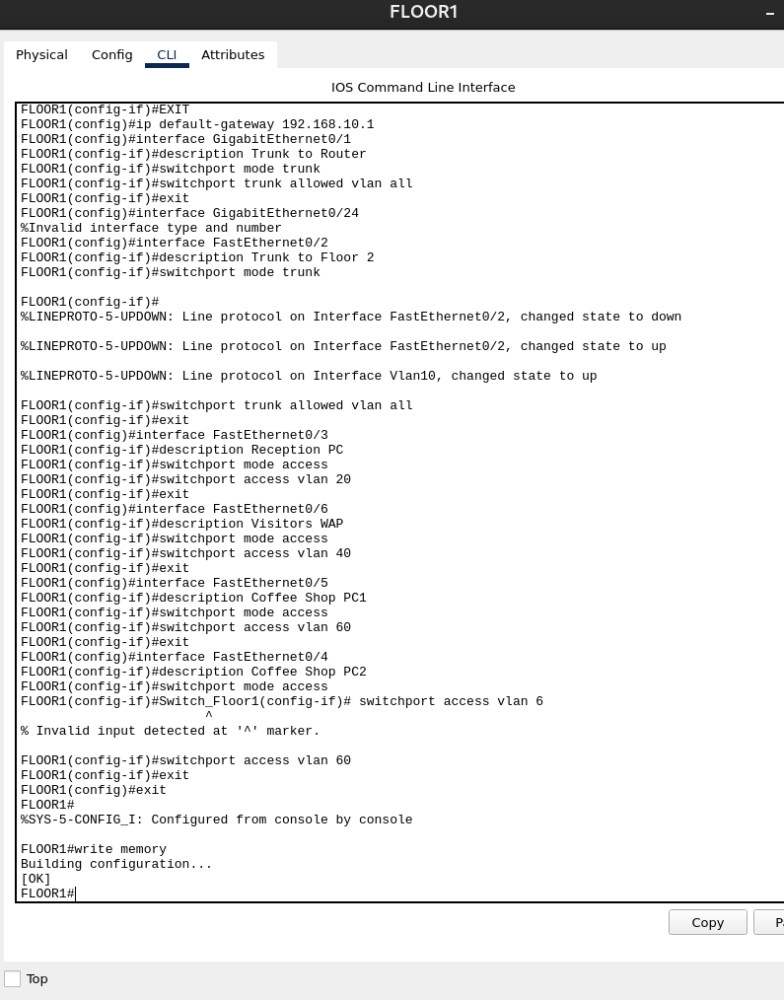 FLOOR1
Physical Config CLI Attributes
IOS Command Line Interface
FLOOR1(config-if)#EXIT
FLOOR1(config)#ip default-gateway 192.168.10.1
FLOOR1(config)#interface GigabitEthernet0/1
FLOOR1(config-if)#description Trunk to Router
FLOOR1(config-if)#switchport mode trunk
FLOOR1(config-if)#switchport trunk allowed vlan all
FLOOR1(config-if)#exit
FLOOR1(config)#interface GigabitEthernet0/24
%Invalid interface type and number
FLOOR1(config)#interface FastEthernet0/2
FLOOR1(config-if)#description Trunk to Floor 2
FLOOR1(config-if)#switchport mode trunk
FLOOR1(config-if)#
%LINEPROTO-5-UPDOWN: Line protocol on Interface FastEthernet0/2, changed state to down
%LINEPROTO-5-UPDOWN: Line protocol on Interface FastEthernet0/2, changed state to up
%LINEPROTO-5-UPDOWN: Line protocol on Interface Vlan10, changed state to up
FLOOR1(config-if)#switchport trunk allowed vlan all
FLOOR1(config-if)#exit
FLOOR1(config)#interface FastEthernet0/3
FLOOR1(config-if)#description Reception PC
FLOOR1(config-if)#switchport mode access
FLOOR1(config-if)#switchport access vlan 20
FLOOR1(config-if)#exit
FLOOR1(config)#interface FastEthernet0/6
FLOOR1(config-if)#description Visitors WAP
FLOOR1(config-if)#switchport mode access
FLOOR1(config-if)#switchport access vlan 40
FLOOR1(config-if)#exit
FLOOR1(config)#interface FastEthernet0/5
FLOOR1(config-if)#description Coffee Shop PC1
FLOOR1(config-if)#switchport mode access
FLOOR1(config-if)#switchport access vlan 60
FLOOR1(config-if)#exit
FLOOR1(config)#interface FastEthernet0/4
FLOOR1(config-if)#description Coffee Shop PC2
FLOOR1(config-if)#switchport mode access
FLOOR1(config-if)#Switch_Floor1(config-if)# switchport access vlan 6
^
% Invalid input detected at '^' marker.
FLOOR1(config-if)#switchport access vlan 60
FLOOR1(config-if)#exit
FLOOR1(config)#exit
FLOOR1#
%SYS-5-CONFIG_I: Configured from console by console
FLOOR1#write memory
Building configuration...
[OK]
FLOOR1#
Copy
Top